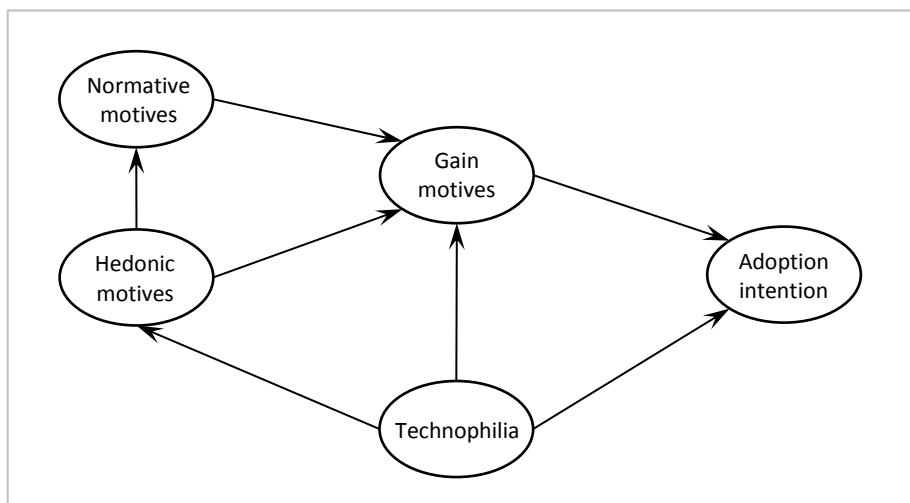 Normative
motives
Gain
motives
Hedonic
motives
Adoption
intention
Technophilia